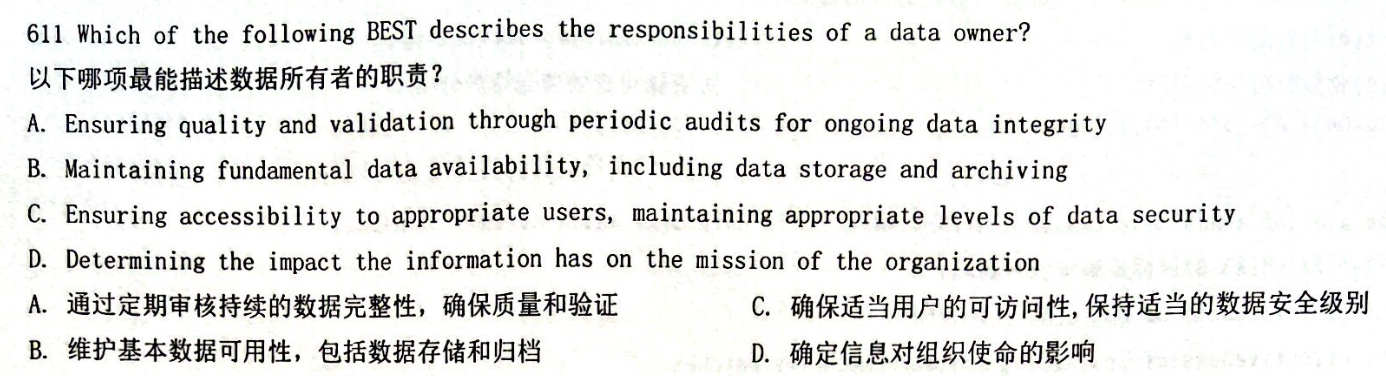 611 Which of the following BEST describes the responsibilities of a data owner?
以下哪项最能描述数据所有者的职责？
A. Ensuring quality and validation through periodic audits for ongoing data integrity
B. Maintaining fundamental data availability, including data storage and archiving
C. Ensuring accessibility to appropriate users, maintaining appropriate levels of data security
D. Determining the impact the information has on the mission of the organization
A. 通过定期审核持续的数据完整性，确保质量和验证 C. 确保适当用户的可访问性，保持适当的数据安全级别
B. 维护基本数据可用性，包括数据存储和归档 D. 确定信息对组织使命的影响